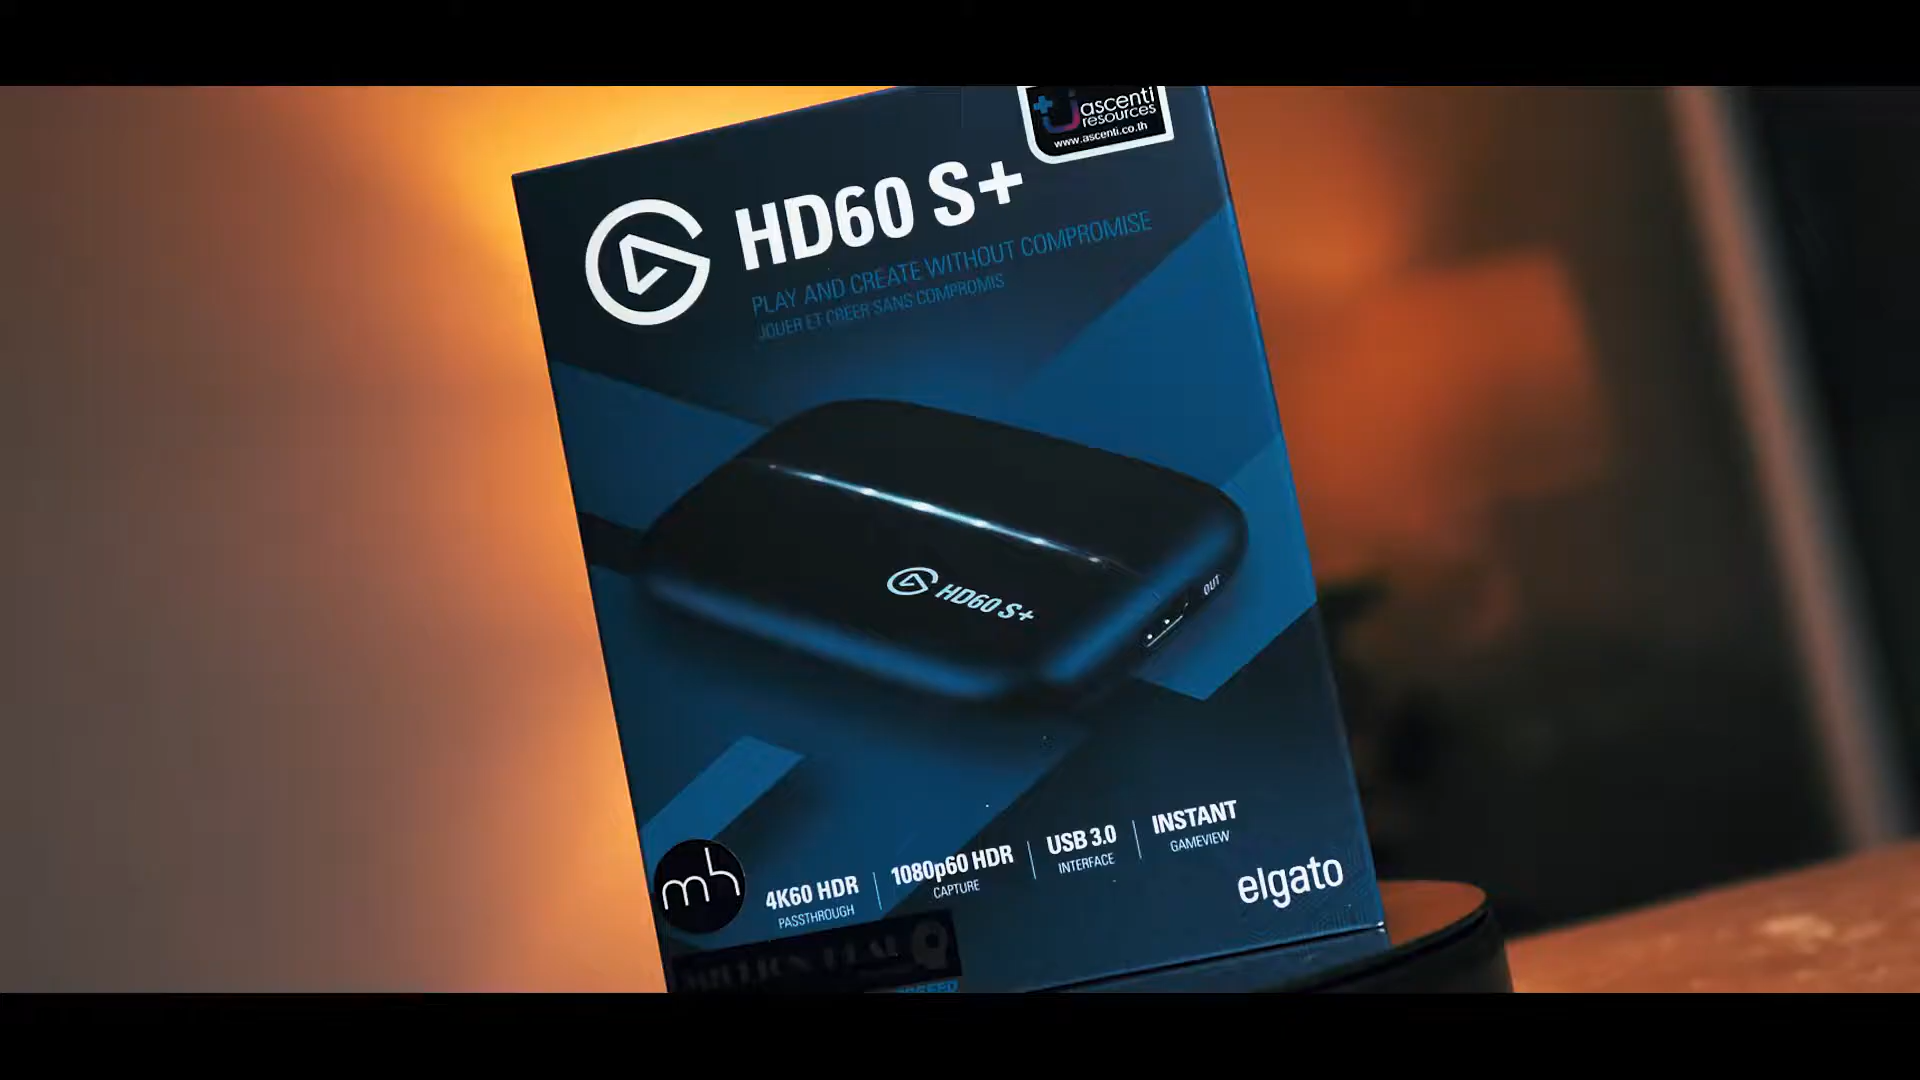 ascenti
resources
www.ascenti.co.th
HD60 S+
PLAY AND CREATE WITHOUT COMPROMISE
JOUER ET CRÉER SANS COMPROMIS
HD60 S+
OUT
4K60 HDR
PASSTHROUGH
1080p60 HDR
CAPTURE
USB 3.0
INTERFACE
INSTANT
GAMEVIEW
elgato
mh